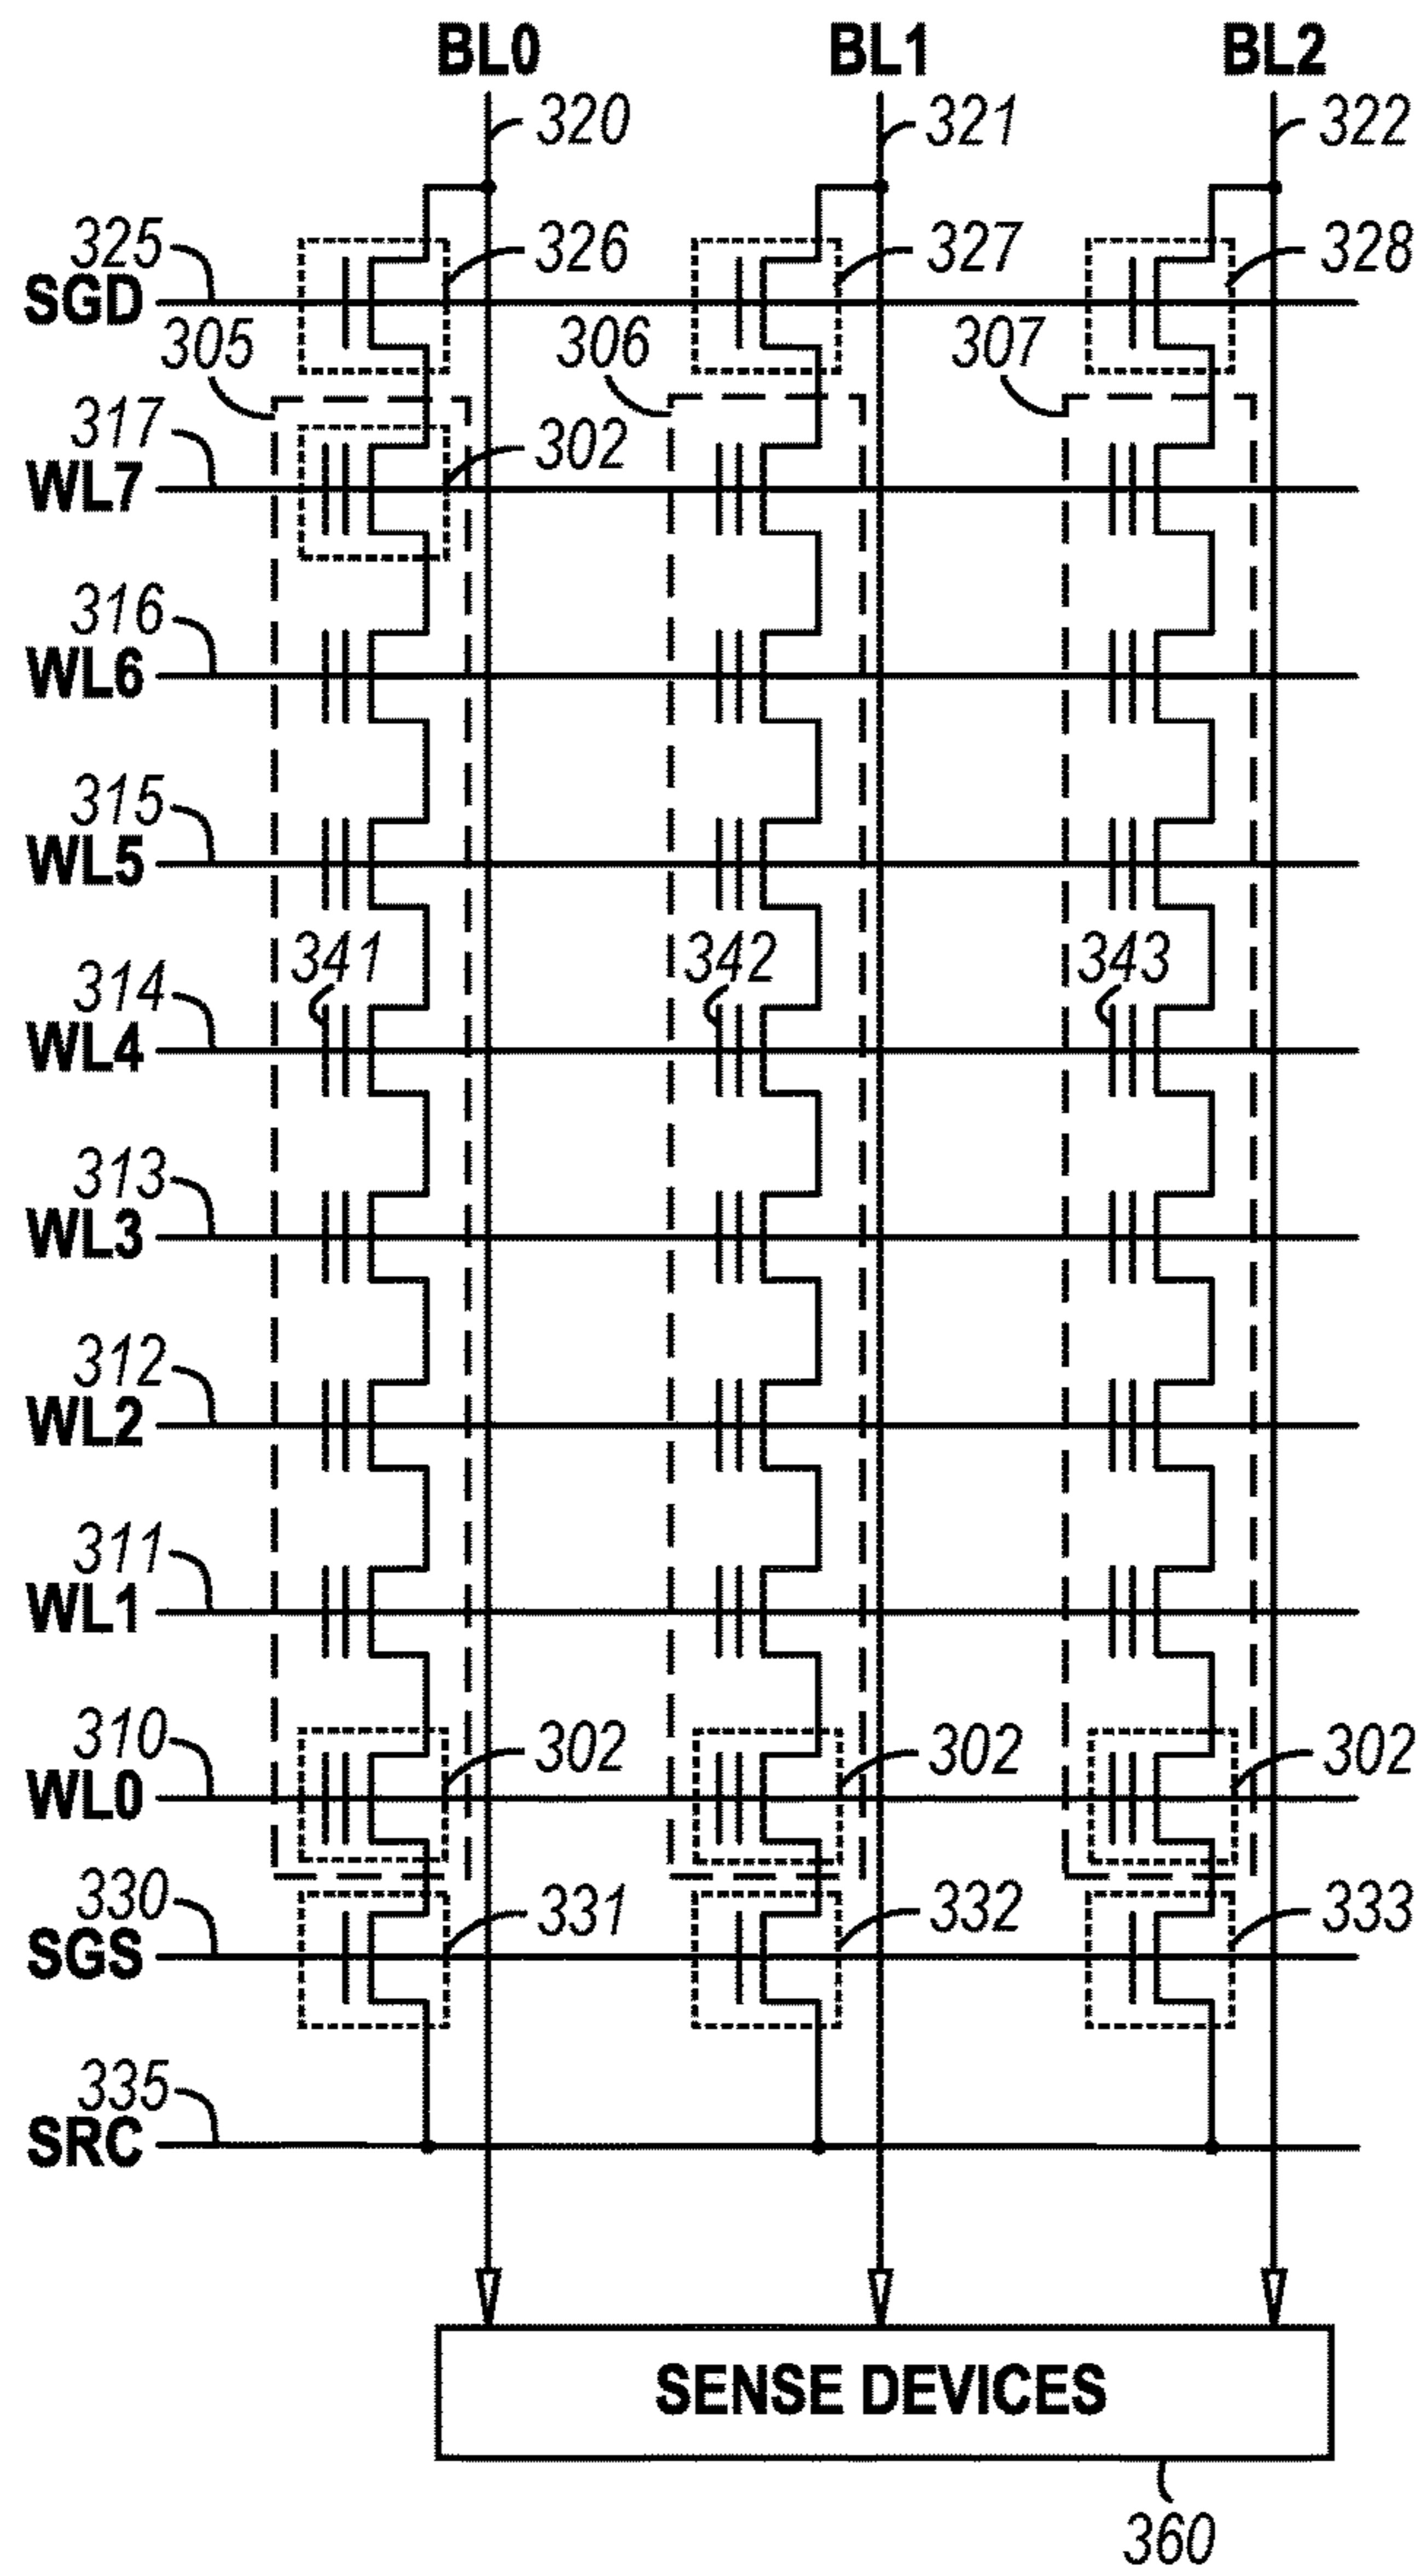 BL0 BL1 BL2
320 321 322
325 326 327 328
SGD
305 306 307
317 302
WL7
316
WL6
315
WL5
341 342 343
314
WL4
313
WL3
312
WL2
311
WL1
310 302 302 302
WL0
330 331 332 333
SGS
335
SRC
SENSE DEVICES
360